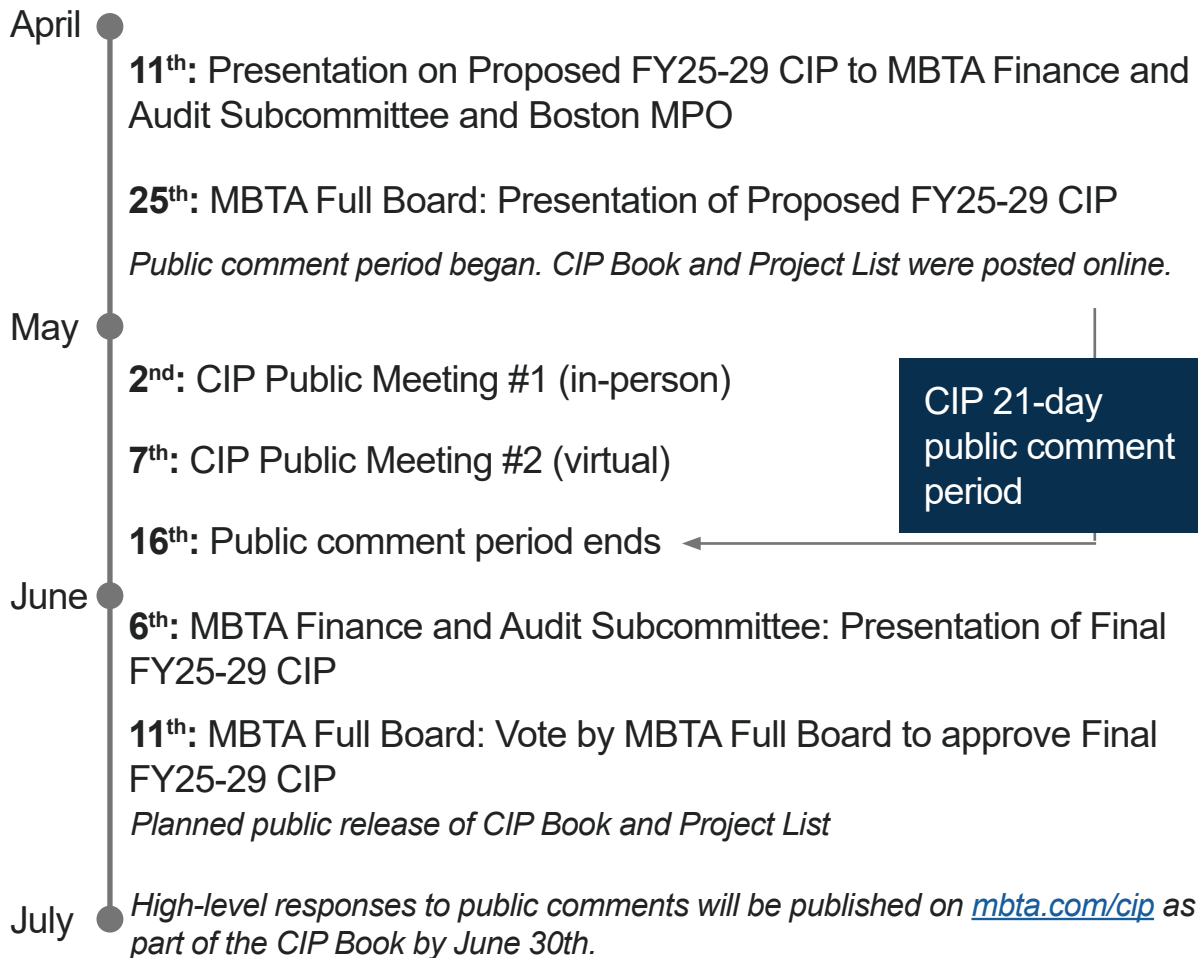 April
11th: Presentation on Proposed FY25-29 CIP to MBTA Finance and
Audit Subcommittee and Boston MPO
25th: MBTA Full Board: Presentation of Proposed FY25-29 CIP
Public comment period began. CIP Book and Project List were posted online.
May
2nd: CIP Public Meeting #1 (in-person)
7th: CIP Public Meeting #2 (virtual)
16th: Public comment period ends
CIP 21-day
public comment
period
June
6th: MBTA Finance and Audit Subcommittee: Presentation of Final
FY25-29 CIP
11th: MBTA Full Board: Vote by MBTA Full Board to approve Final
FY25-29 CIP
Planned public release of CIP Book and Project List
July
High-level responses to public comments will be published on mbta.com/cip as
part of the CIP Book by June 30th.